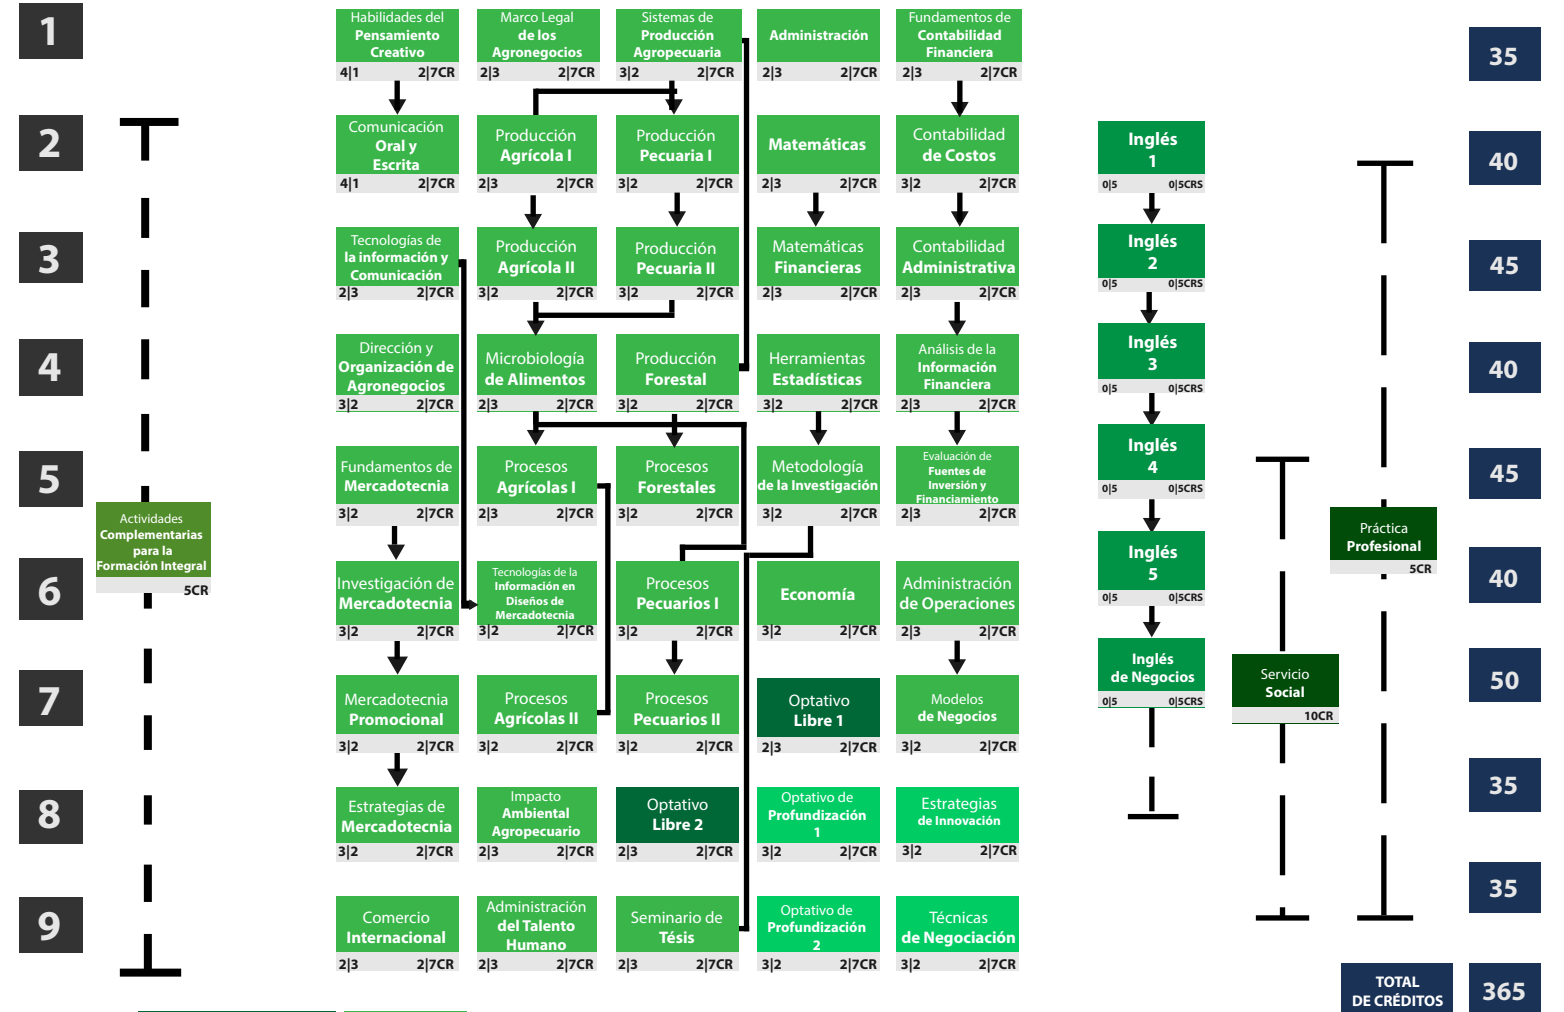 1
Habilidades del
Pensamiento
Creativo
4|1 2|7CR
Marco Legal
de los
Agronegocios
2|3 2|7CR
Sistemas de
Producción
Agropecuaria
3|2 2|7CR
Administración
2|3 2|7CR
Fundamentos de
Contabilidad
Financiera
2|3 2|7CR
35
2
Comunicación
Oral y
Escrita
4|1 2|7CR
Producción
Agrícola I
2|3 2|7CR
Producción
Pecuaria I
3|2 2|7CR
Matemáticas
2|3 2|7CR
Contabilidad
de Costos
3|2 2|7CR
Inglés
1
0|5 0|5CRS
40
3
Tecnologías de
la información y
Comunicación
2|3 2|7CR
Producción
Agrícola II
3|2 2|7CR
Producción
Pecuaria II
3|2 2|7CR
Matemáticas
Financieras
2|3 2|7CR
Contabilidad
Administrativa
2|3 2|7CR
Inglés
2
0|5 0|5CRS
45
4
Dirección y
Organización de
Agronegocios
3|2 2|7CR
Microbiología
de Alimentos
2|3 2|7CR
Producción
Forestal
3|2 2|7CR
Herramientas
Estadísticas
3|2 2|7CR
Análisis de la
Información
Financiera
2|3 2|7CR
Inglés
3
0|5 0|5CRS
40
5
Fundamentos de
Mercadotecnia
3|2 2|7CR
Procesos
Agrícolas I
2|3 2|7CR
Procesos
Forestales
3|2 2|7CR
Metodología
de la Investigación
3|2 2|7CR
Evaluación de
Fuentes de
Inversión y
Financiamiento
2|3 2|7CR
Inglés
4
0|5 0|5CRS
45
Actividades
Complementarias
para la
Formación Integral
5CR
Práctica
Profesional
5CR
6
Investigación de
Mercadotecnia
3|2 2|7CR
Tecnologías de la
Información en
Diseños de
Mercadotecnia
3|2 2|7CR
Procesos
Pecuarios I
3|2 2|7CR
Economía
3|2 2|7CR
Administración
de Operaciones
2|3 2|7CR
Inglés
5
0|5 0|5CRS
40
7
Mercadotecnia
Promocional
3|2 2|7CR
Procesos
Agrícolas II
3|2 2|7CR
Procesos
Pecuarios II
3|2 2|7CR
Optativo
Libre 1
2|3 2|7CR
Modelos
de Negocios
3|2 2|7CR
Inglés
de Negocios
0|5 0|5CRS
Servicio
Social
10CR
50
8
Estrategias de
Mercadotecnia
3|2 2|7CR
Impacto
Ambiental
Agropecuario
2|3 2|7CR
Optativo
Libre 2
2|3 2|7CR
Optativo de
Profundización
1
3|2 2|7CR
Estrategias
de Innovación
3|2 2|7CR
35
9
Comercio
Internacional
2|3 2|7CR
Administración
del Talento
Humano
2|3 2|7CR
Seminario de
Tésis
2|3 2|7CR
Optativo de
Profundización
2
3|2 2|7CR
Técnicas
de Negociación
3|2 2|7CR
35
TOTAL
DE CRÉDITOS
365